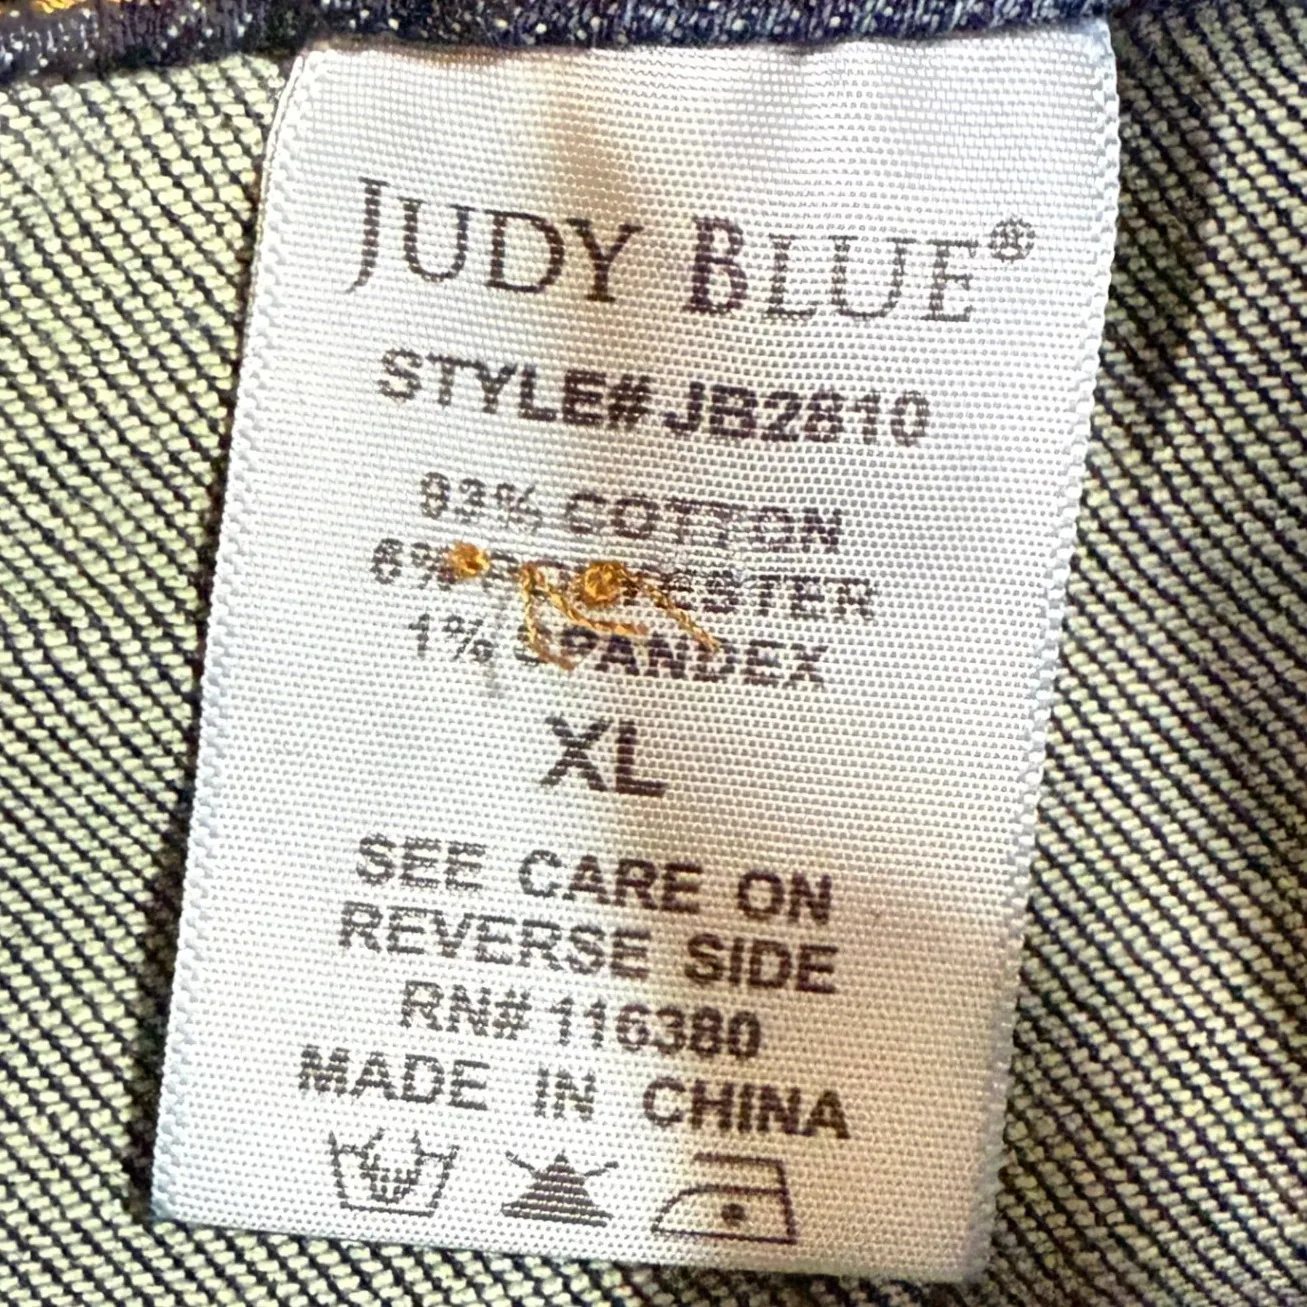 JUDY BLUE®
STYLE# JB2810
93% COTTON
6% POLYESTER
1% SPANDEX
XL
SEE CARE ON
REVERSE SIDE
RN# 116380
MADE IN CHINA